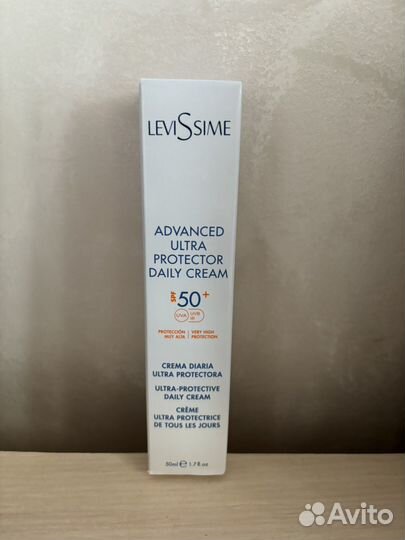 LEVISSIME
ADVANCED
ULTRA
PROTECTOR
DAILY CREAM
SPF 50+
UVA UVB
PROTECCIÓN | VERY HIGH
MUY ALTA | PROTECTION
CREMA DIARIA
ULTRA PROTECTORA
ULTRA-PROTECTIVE
DAILY CREAM
CRÈME
ULTRA PROTECTRICE
DE TOUS LES JOURS
50ml e 1.7 fl.oz
Avito